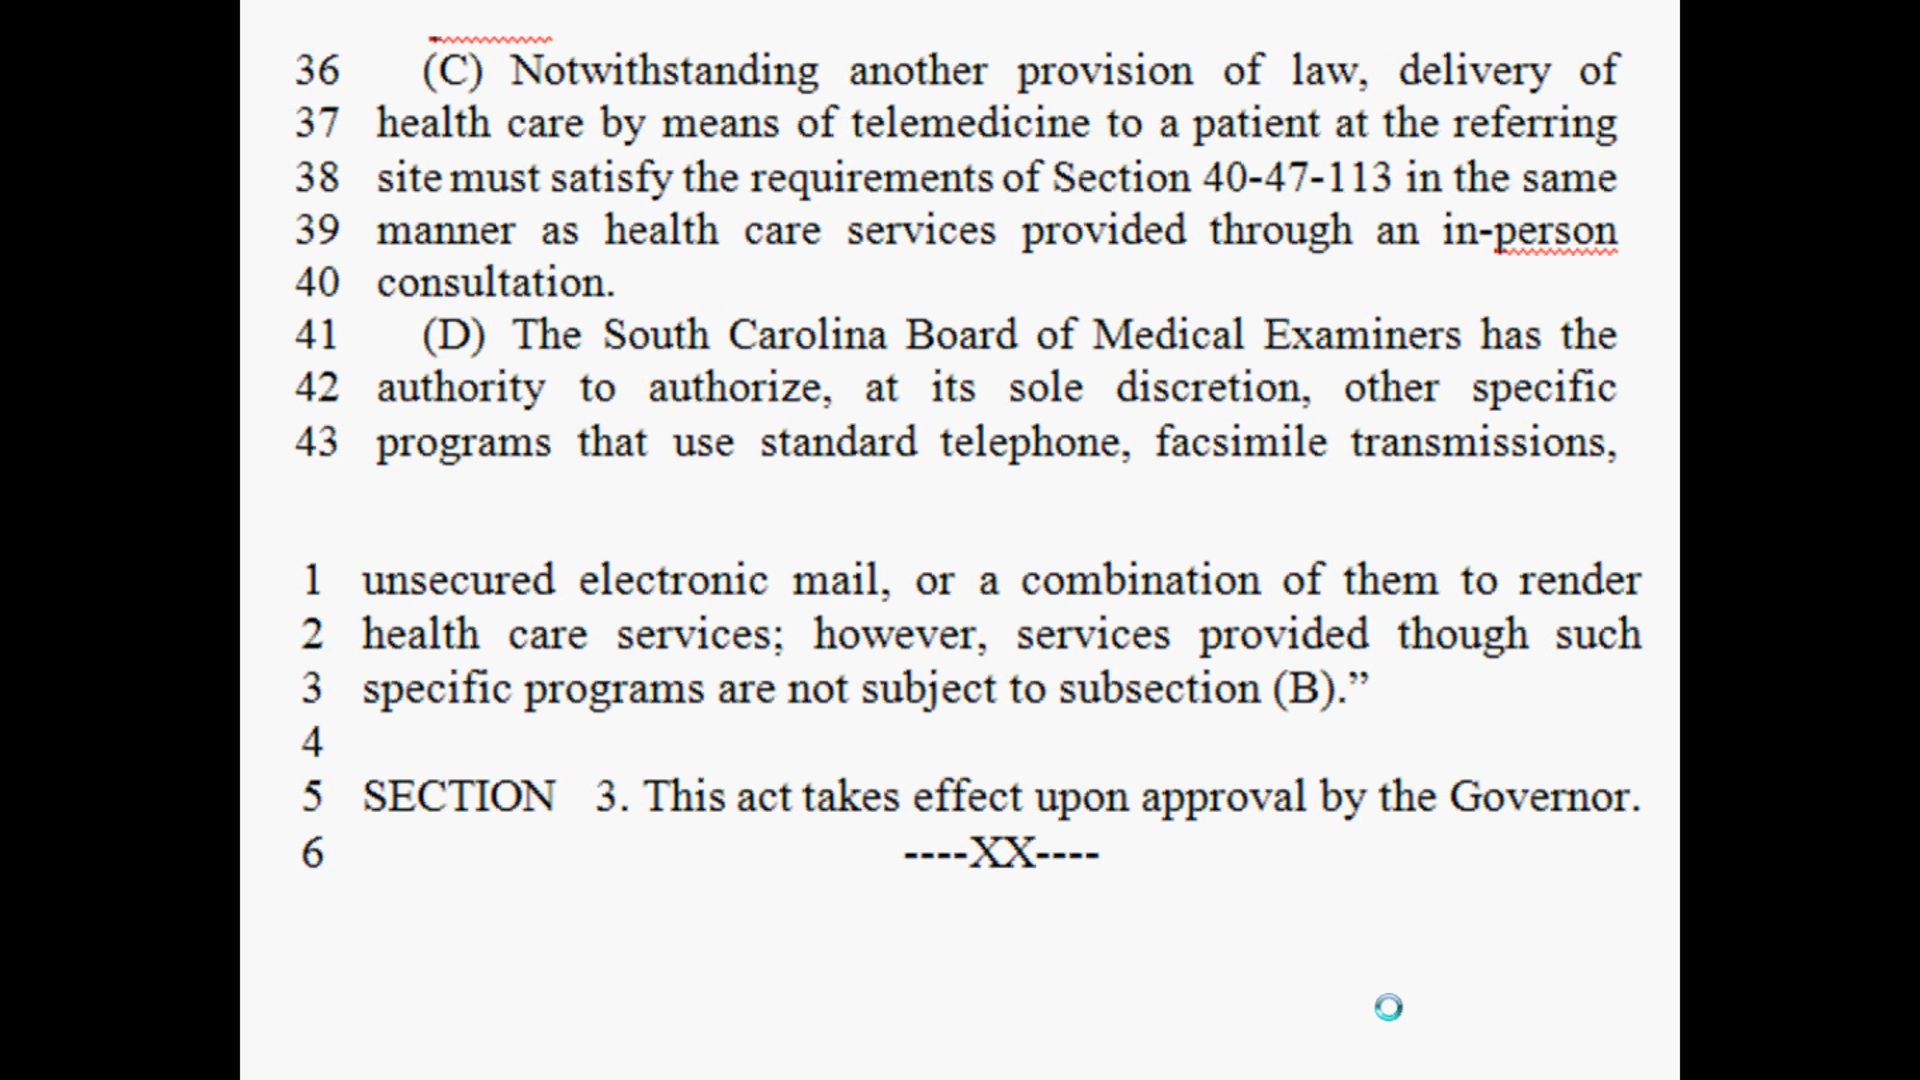 36 (C) Notwithstanding another provision of law, delivery of
37 health care by means of telemedicine to a patient at the referring
38 site must satisfy the requirements of Section 40-47-113 in the same
39 manner as health care services provided through an in-person
40 consultation.
41 (D) The South Carolina Board of Medical Examiners has the
42 authority to authorize, at its sole discretion, other specific
43 programs that use standard telephone, facsimile transmissions,
1 unsecured electronic mail, or a combination of them to render
2 health care services; however, services provided though such
3 specific programs are not subject to subsection (B).”
4
5 SECTION 3. This act takes effect upon approval by the Governor.
6 ----XX----